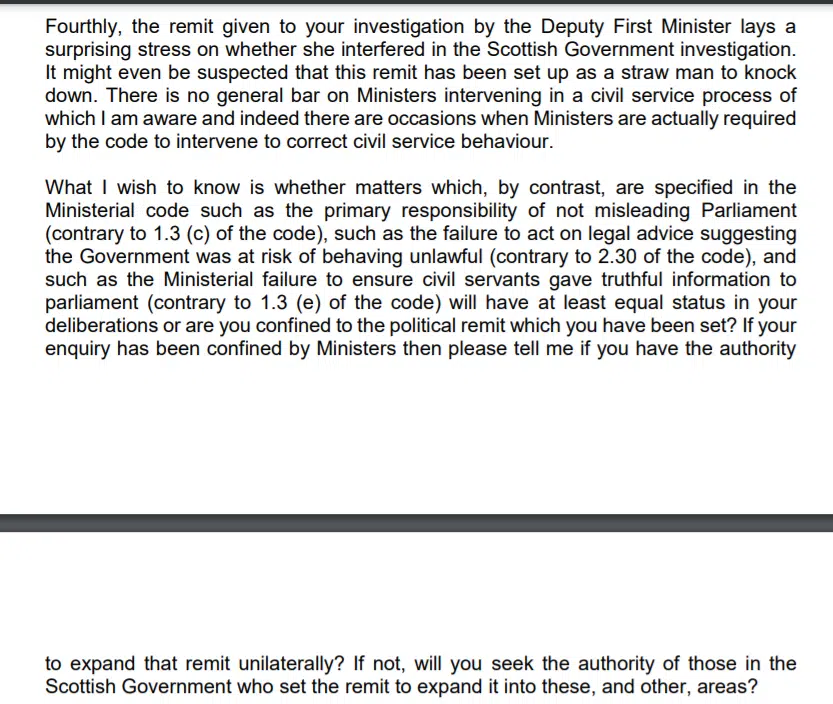 Fourthly, the remit given to your investigation by the Deputy First Minister lays a
surprising stress on whether she interfered in the Scottish Government investigation.
It might even be suspected that this remit has been set up as a straw man to knock
down. There is no general bar on Ministers intervening in a civil service process of
which I am aware and indeed there are occasions when Ministers are actually required
by the code to intervene to correct civil service behaviour.
What I wish to know is whether matters which, by contrast, are specified in the
Ministerial code such as the primary responsibility of not misleading Parliament
(contrary to 1.3 (c) of the code), such as the failure to act on legal advice suggesting
the Government was at risk of behaving unlawful (contrary to 2.30 of the code), and
such as the Ministerial failure to ensure civil servants gave truthful information to
parliament (contrary to 1.3 (e) of the code) will have at least equal status in your
deliberations or are you confined to the political remit which you have been set? If your
enquiry has been confined by Ministers then please tell me if you have the authority
to expand that remit unilaterally? If not, will you seek the authority of those in the
Scottish Government who set the remit to expand it into these, and other, areas?